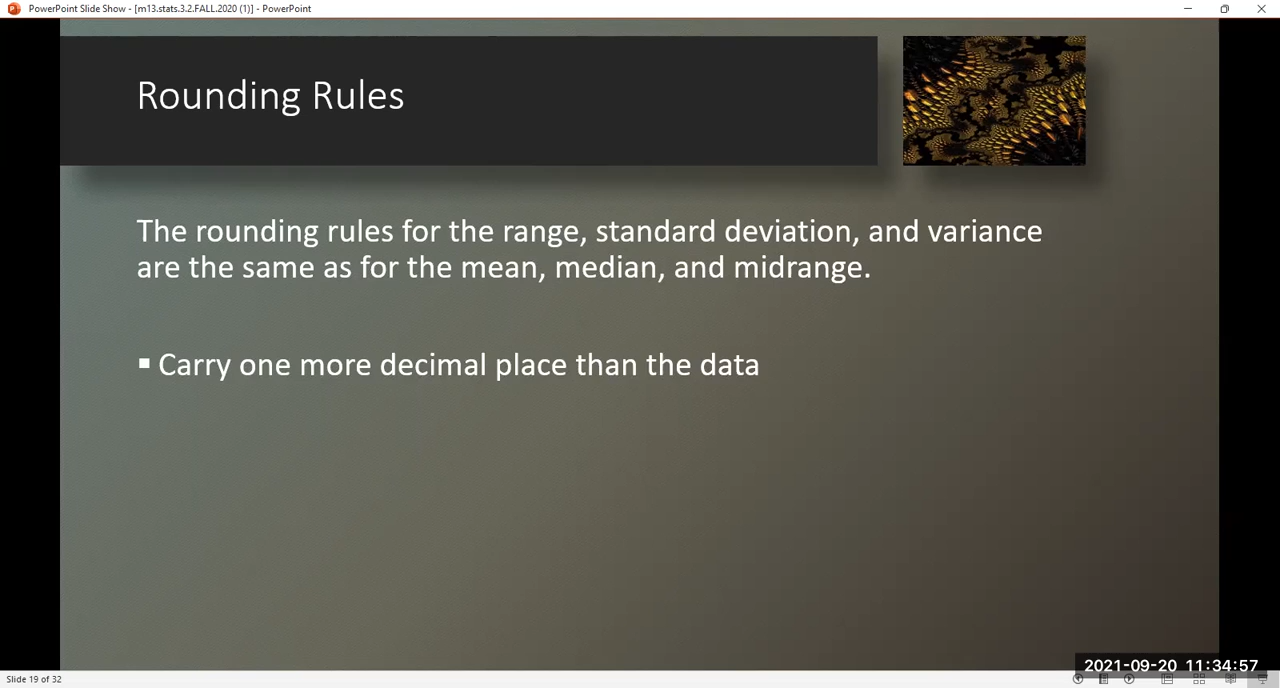 PowerPoint Slide Show - [m13.stats.3.2.FALL.2020 (1)] - PowerPoint
Rounding Rules
The rounding rules for the range, standard deviation, and variance
are the same as for the mean, median, and midrange.
▪ Carry one more decimal place than the data
2021-09-20 11:34:57
Slide 19 of 32